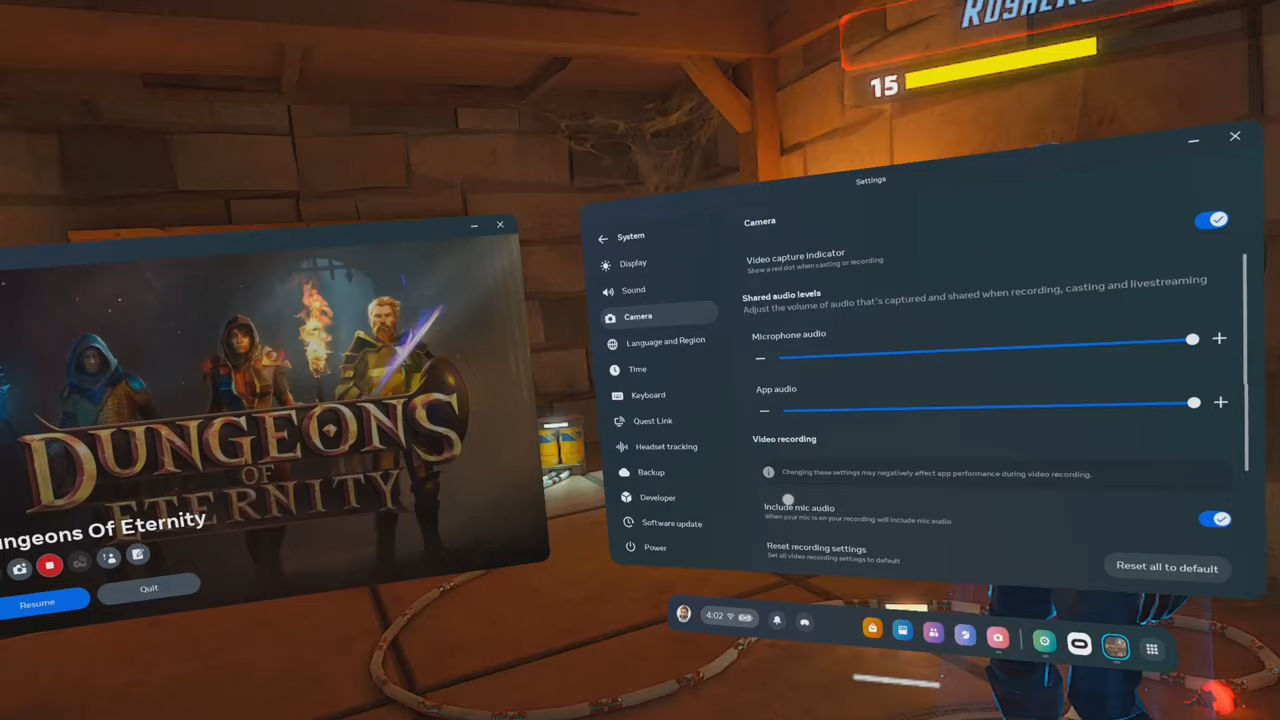 15
Settings
System
Display
Sound
Camera
Language and Region
Time
Keyboard
Quest Link
Headset tracking
Backup
Developer
Software update
Power
Camera
Video capture indicator
Show a red dot when casting or recording
Shared audio levels
Adjust the volume of audio that's captured and shared when recording, casting and livestreaming
Microphone audio
App audio
Video recording
Changing these settings may negatively affect app performance during video recording.
Include mic audio
When your mic is on your recording will include mic audio
Reset recording settings
Set all video recording settings to default
Reset all to default
DUNGEONS
OF
ETERNITY
ngeons Of Eternity
Resume
Quit
4:02